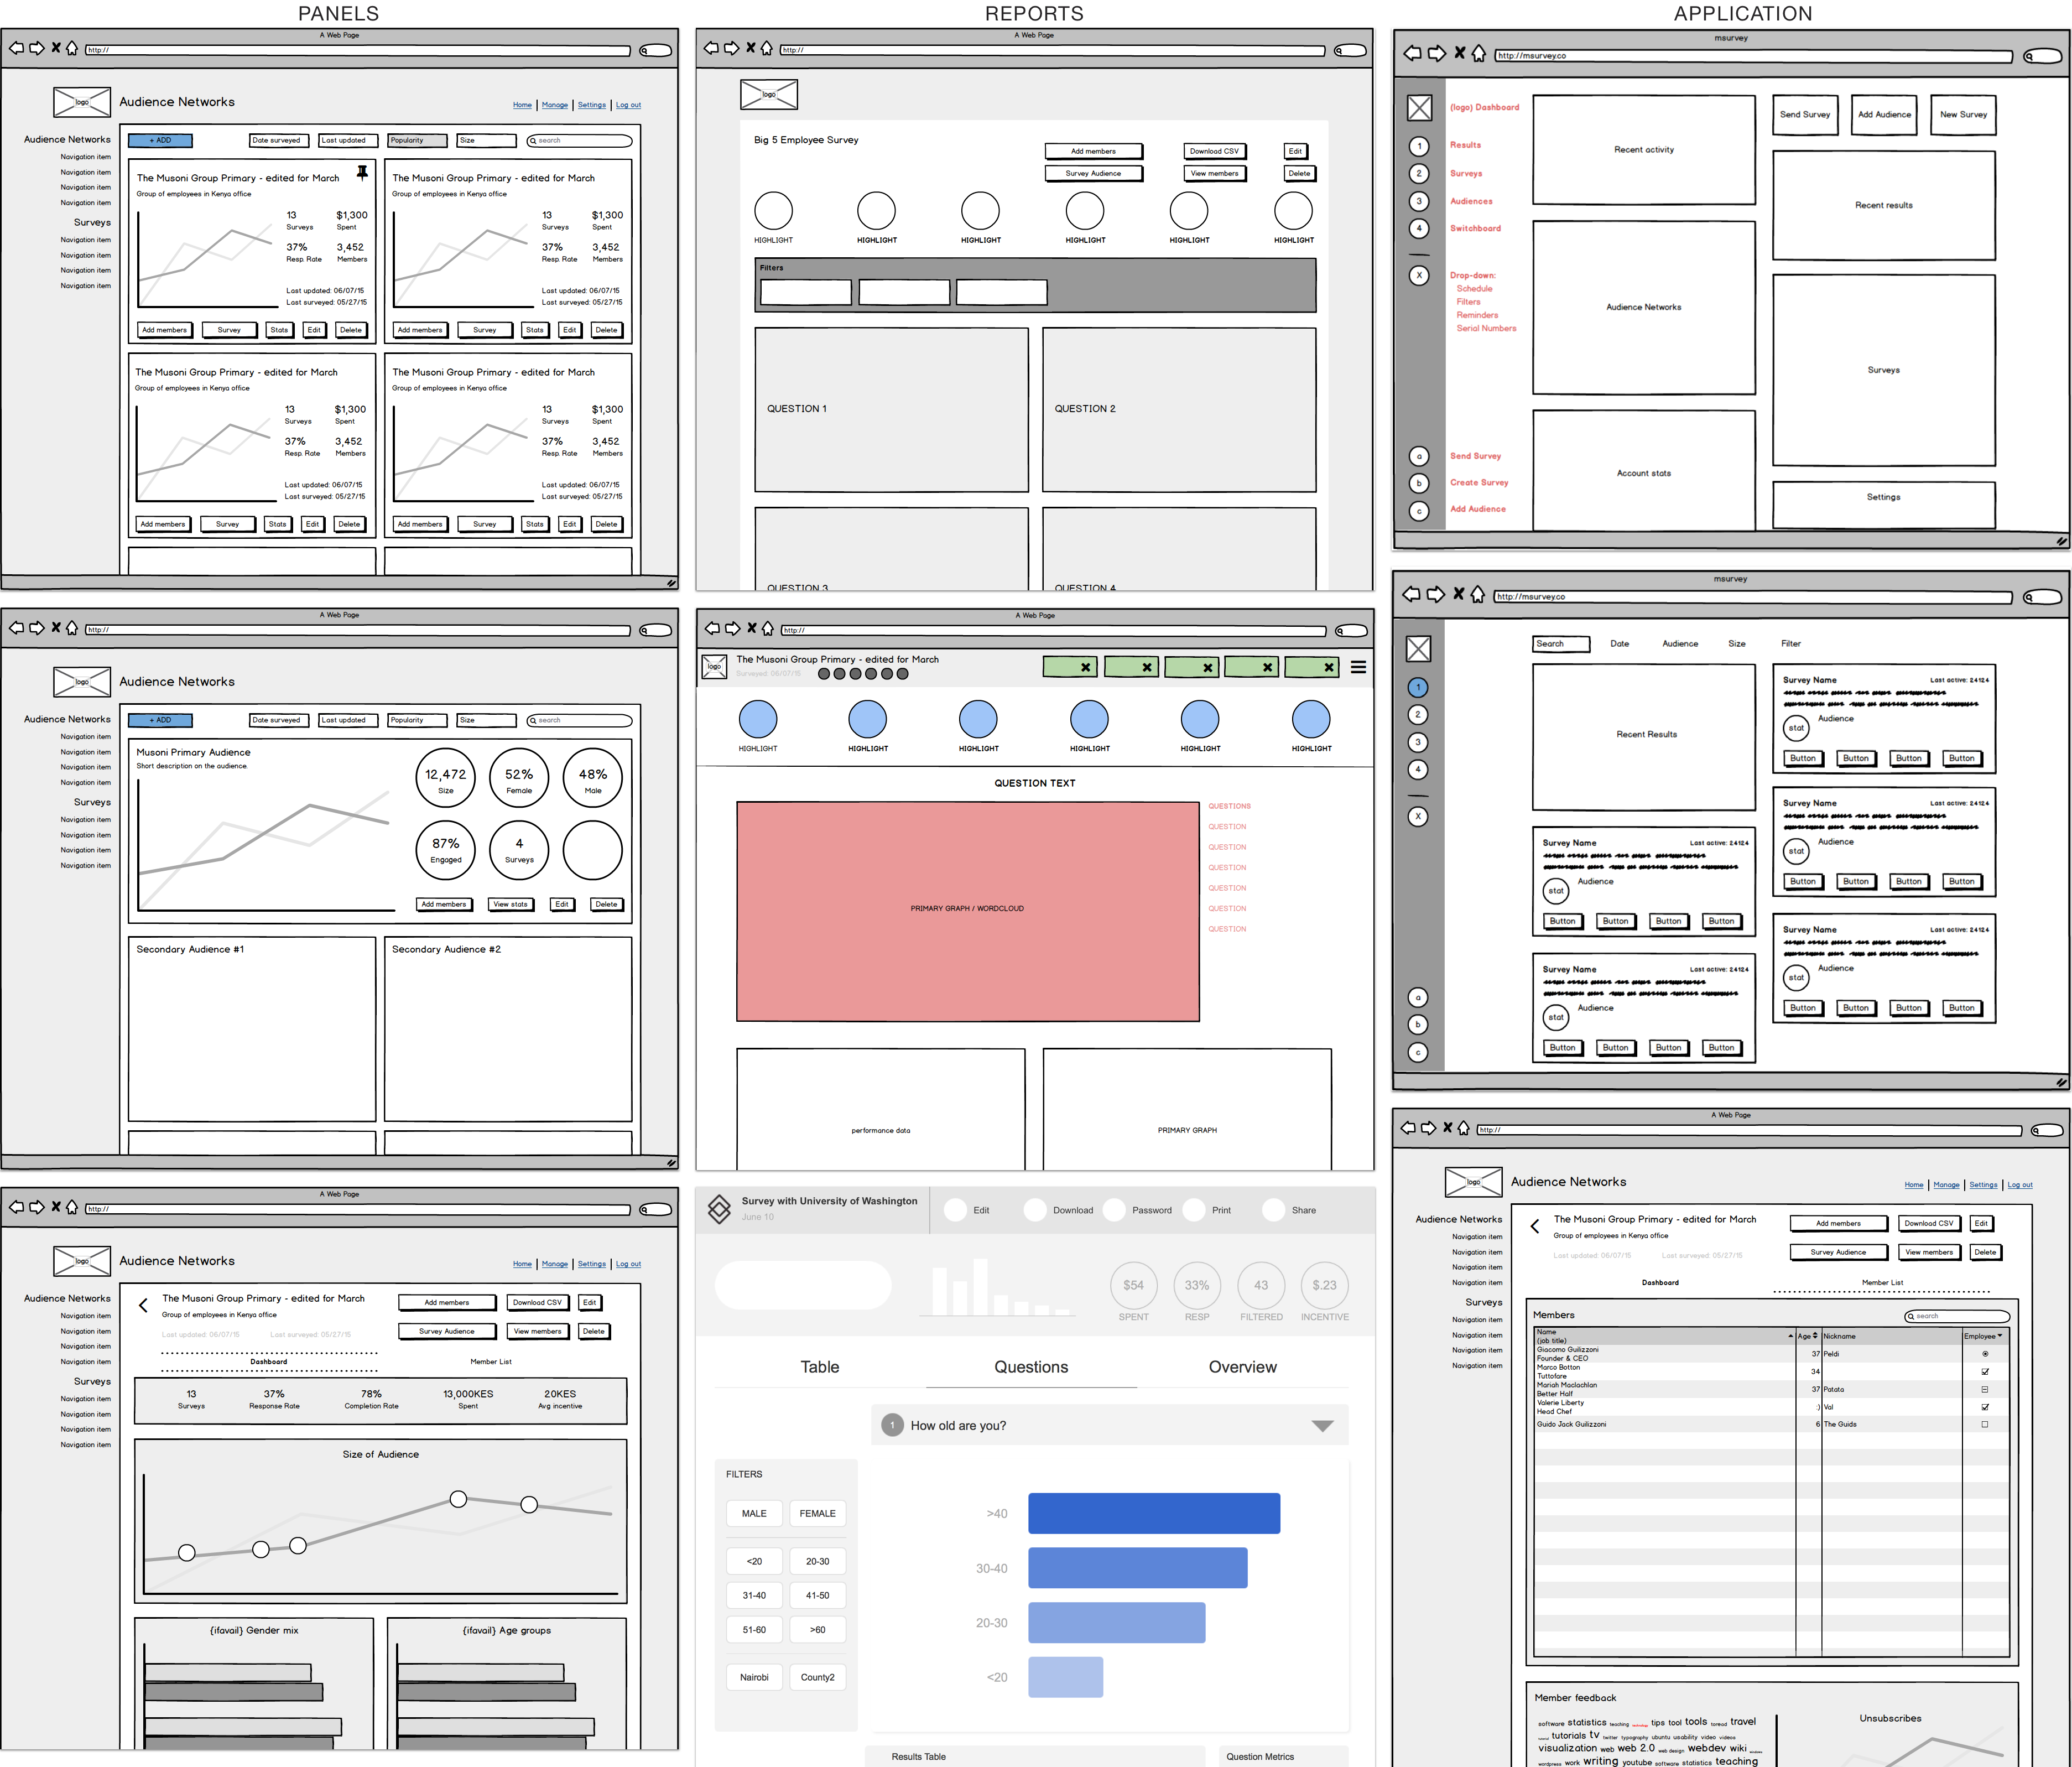 PANELS
A Web Page
http://
logo
Audience Networks
Home | Manage | Settings | Log out
Audience Networks
Navigation item
Navigation item
Navigation item
Navigation item
Surveys
Navigation item
Navigation item
Navigation item
Navigation item
+ ADD
Date surveyed
Last updated
Popularity
Size
search
The Musoni Group Primary - edited for March
Group of employees in Kenya office
13
Surveys
$1,300
Spent
37%
Resp. Rate
3,452
Members
Last updated: 06/07/15
Last surveyed: 05/27/15
Add members
Survey
Stats
Edit
Delete
The Musoni Group Primary - edited for March
Group of employees in Kenya office
13
Surveys
$1,300
Spent
37%
Resp. Rate
3,452
Members
Last updated: 06/07/15
Last surveyed: 05/27/15
Add members
Survey
Stats
Edit
Delete
The Musoni Group Primary - edited for March
Group of employees in Kenya office
13
Surveys
$1,300
Spent
37%
Resp. Rate
3,452
Members
Last updated: 06/07/15
Last surveyed: 05/27/15
Add members
Survey
Stats
Edit
Delete
The Musoni Group Primary - edited for March
Group of employees in Kenya office
13
Surveys
$1,300
Spent
37%
Resp. Rate
3,452
Members
Last updated: 06/07/15
Last surveyed: 05/27/15
Add members
Survey
Stats
Edit
Delete
A Web Page
http://
logo
Audience Networks
Audience Networks
Navigation item
Navigation item
Navigation item
Navigation item
Surveys
Navigation item
Navigation item
Navigation item
Navigation item
+ ADD
Date surveyed
Last updated
Popularity
Size
search
Musoni Primary Audience
Short description on the audience.
12,472
Size
52%
Female
48%
Male
87%
Engaged
4
Surveys
Add members
View stats
Edit
Delete
Secondary Audience #1
Secondary Audience #2
A Web Page
http://
logo
Audience Networks
Home | Manage | Settings | Log out
Audience Networks
Navigation item
Navigation item
Navigation item
Navigation item
Surveys
Navigation item
Navigation item
Navigation item
Navigation item
The Musoni Group Primary - edited for March
Group of employees in Kenya office
Last updated: 06/07/15
Last surveyed: 05/27/15
Add members
Download CSV
Edit
Survey Audience
View members
Delete
Dashboard
Member List
13
Surveys
37%
Response Rate
78%
Completion Rate
13,000KES
Spent
20KES
Avg incentive
Size of Audience
{ifavail} Gender mix
{ifavail} Age groups
REPORTS
A Web Page
http://
logo
Big 5 Employee Survey
Add members
Download CSV
Edit
Survey Audience
View members
Delete
HIGHLIGHT
HIGHLIGHT
HIGHLIGHT
HIGHLIGHT
HIGHLIGHT
HIGHLIGHT
Filters
QUESTION 1
QUESTION 2
QUESTION 3
QUESTION 4
A Web Page
http://
logo
The Musoni Group Primary - edited for March
Surveyed: 06/07/15
HIGHLIGHT
HIGHLIGHT
HIGHLIGHT
HIGHLIGHT
HIGHLIGHT
HIGHLIGHT
QUESTION TEXT
PRIMARY GRAPH / WORDCLOUD
QUESTIONS
QUESTION
QUESTION
QUESTION
QUESTION
QUESTION
QUESTION
performance data
PRIMARY GRAPH
Survey with University of Washington
June 10
Edit
Download
Password
Print
Share
$54
SPENT
33%
RESP
43
FILTERED
$.23
INCENTIVE
Table
Questions
Overview
1 How old are you?
FILTERS
MALE
FEMALE
<20
20-30
31-40
41-50
51-60
>60
Nairobi
County2
>40
30-40
20-30
<20
Results Table
Question Metrics
APPLICATION
msurvey
http://msurvey.co
1
2
3
4
X
a
b
c
(logo) Dashboard
Results
Surveys
Audiences
Switchboard
Drop-down:
Schedule
Filters
Reminders
Serial Numbers
Send Survey
Create Survey
Add Audience
Recent activity
Audience Networks
Account stats
Send Survey
Add Audience
New Survey
Recent results
Surveys
Settings
msurvey
http://msurvey.co
1
2
3
4
X
a
b
c
Search
Date
Audience
Size
Filter
Recent Results
Survey Name
Last active: 24124
stat
Audience
Button
Button
Button
Button
Survey Name
Last active: 24124
stat
Audience
Button
Button
Button
Button
Survey Name
Last active: 24124
stat
Audience
Button
Button
Button
Button
Survey Name
Last active: 24124
stat
Audience
Button
Button
Button
Button
Survey Name
Last active: 24124
stat
Audience
Button
Button
Button
Button
A Web Page
http://
logo
Audience Networks
Home | Manage | Settings | Log out
Audience Networks
Navigation item
Navigation item
Navigation item
Navigation item
Surveys
Navigation item
Navigation item
Navigation item
Navigation item
The Musoni Group Primary - edited for March
Group of employees in Kenya office
Last updated: 06/07/15
Last surveyed: 05/27/15
Add members
Download CSV
Edit
Survey Audience
View members
Delete
Dashboard
Member List
Members
search
Name
(job title)
Age
Nickname
Employee
Giacomo Guilizzoni
Founder & CEO
37
Peldi
Marco Botton
Tuttofare
34
Mariah Maclachlan
Better Half
37
Patata
Valerie Liberty
Head Chef
:)
Val
Guido Jack Guilizzoni
6
The Guids
Member feedback
software statistics teaching technology tips tool tools toread travel
tutorials tv twitter typography ubuntu usability video videos
visualization web web 2.0 web design webdev wiki
wordpress work writing youtube software statistics teaching
Unsubscribes